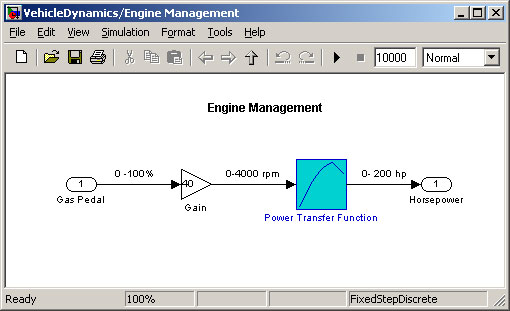 VehicleDynamics/Engine Management
File Edit View Simulation Format Tools Help
10000 Normal
Engine Management
0 -100% 0-4000 rpm 0- 200 hp
1 40 1
Gas Pedal Gain Power Transfer Function Horsepower
Ready 100% FixedStepDiscrete